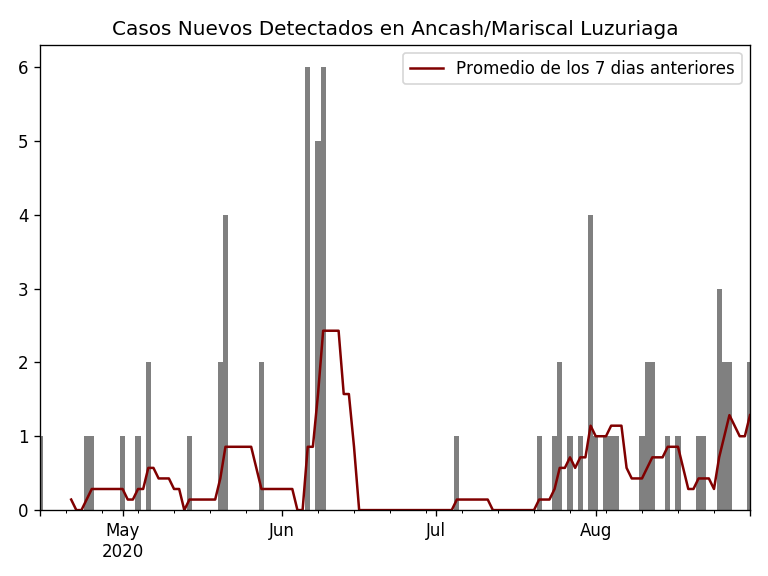 Casos Nuevos Detectados en Ancash/Mariscal Luzuriaga
Promedio de los 7 dias anteriores
6
5
4
3
2
1
0
May Jun Jul Aug
2020